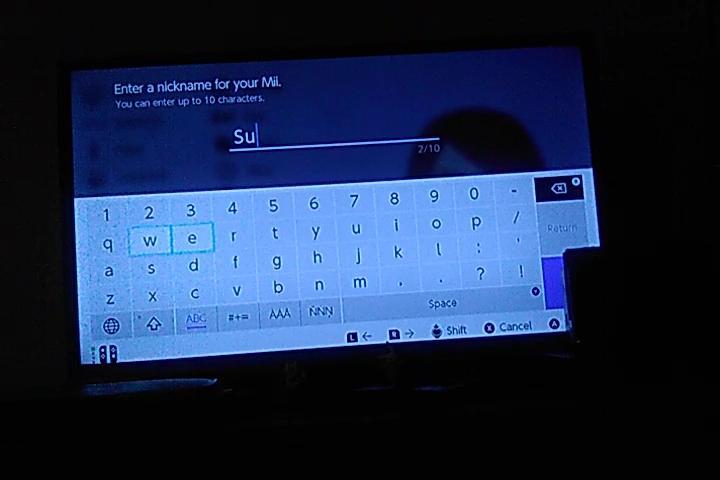 Enter a nickname for your Mii.
You can enter up to 10 characters.
Su
2/10
1 2 3 4 5 6 7 8 9 0 -
q w e r t y u i o p / Return
a s d f g h j k l : '
z x c v b n m , . ? !
ABC #+= ÀÀÀ ÑÑÑ Space Y
L ← R → Shift X Cancel A